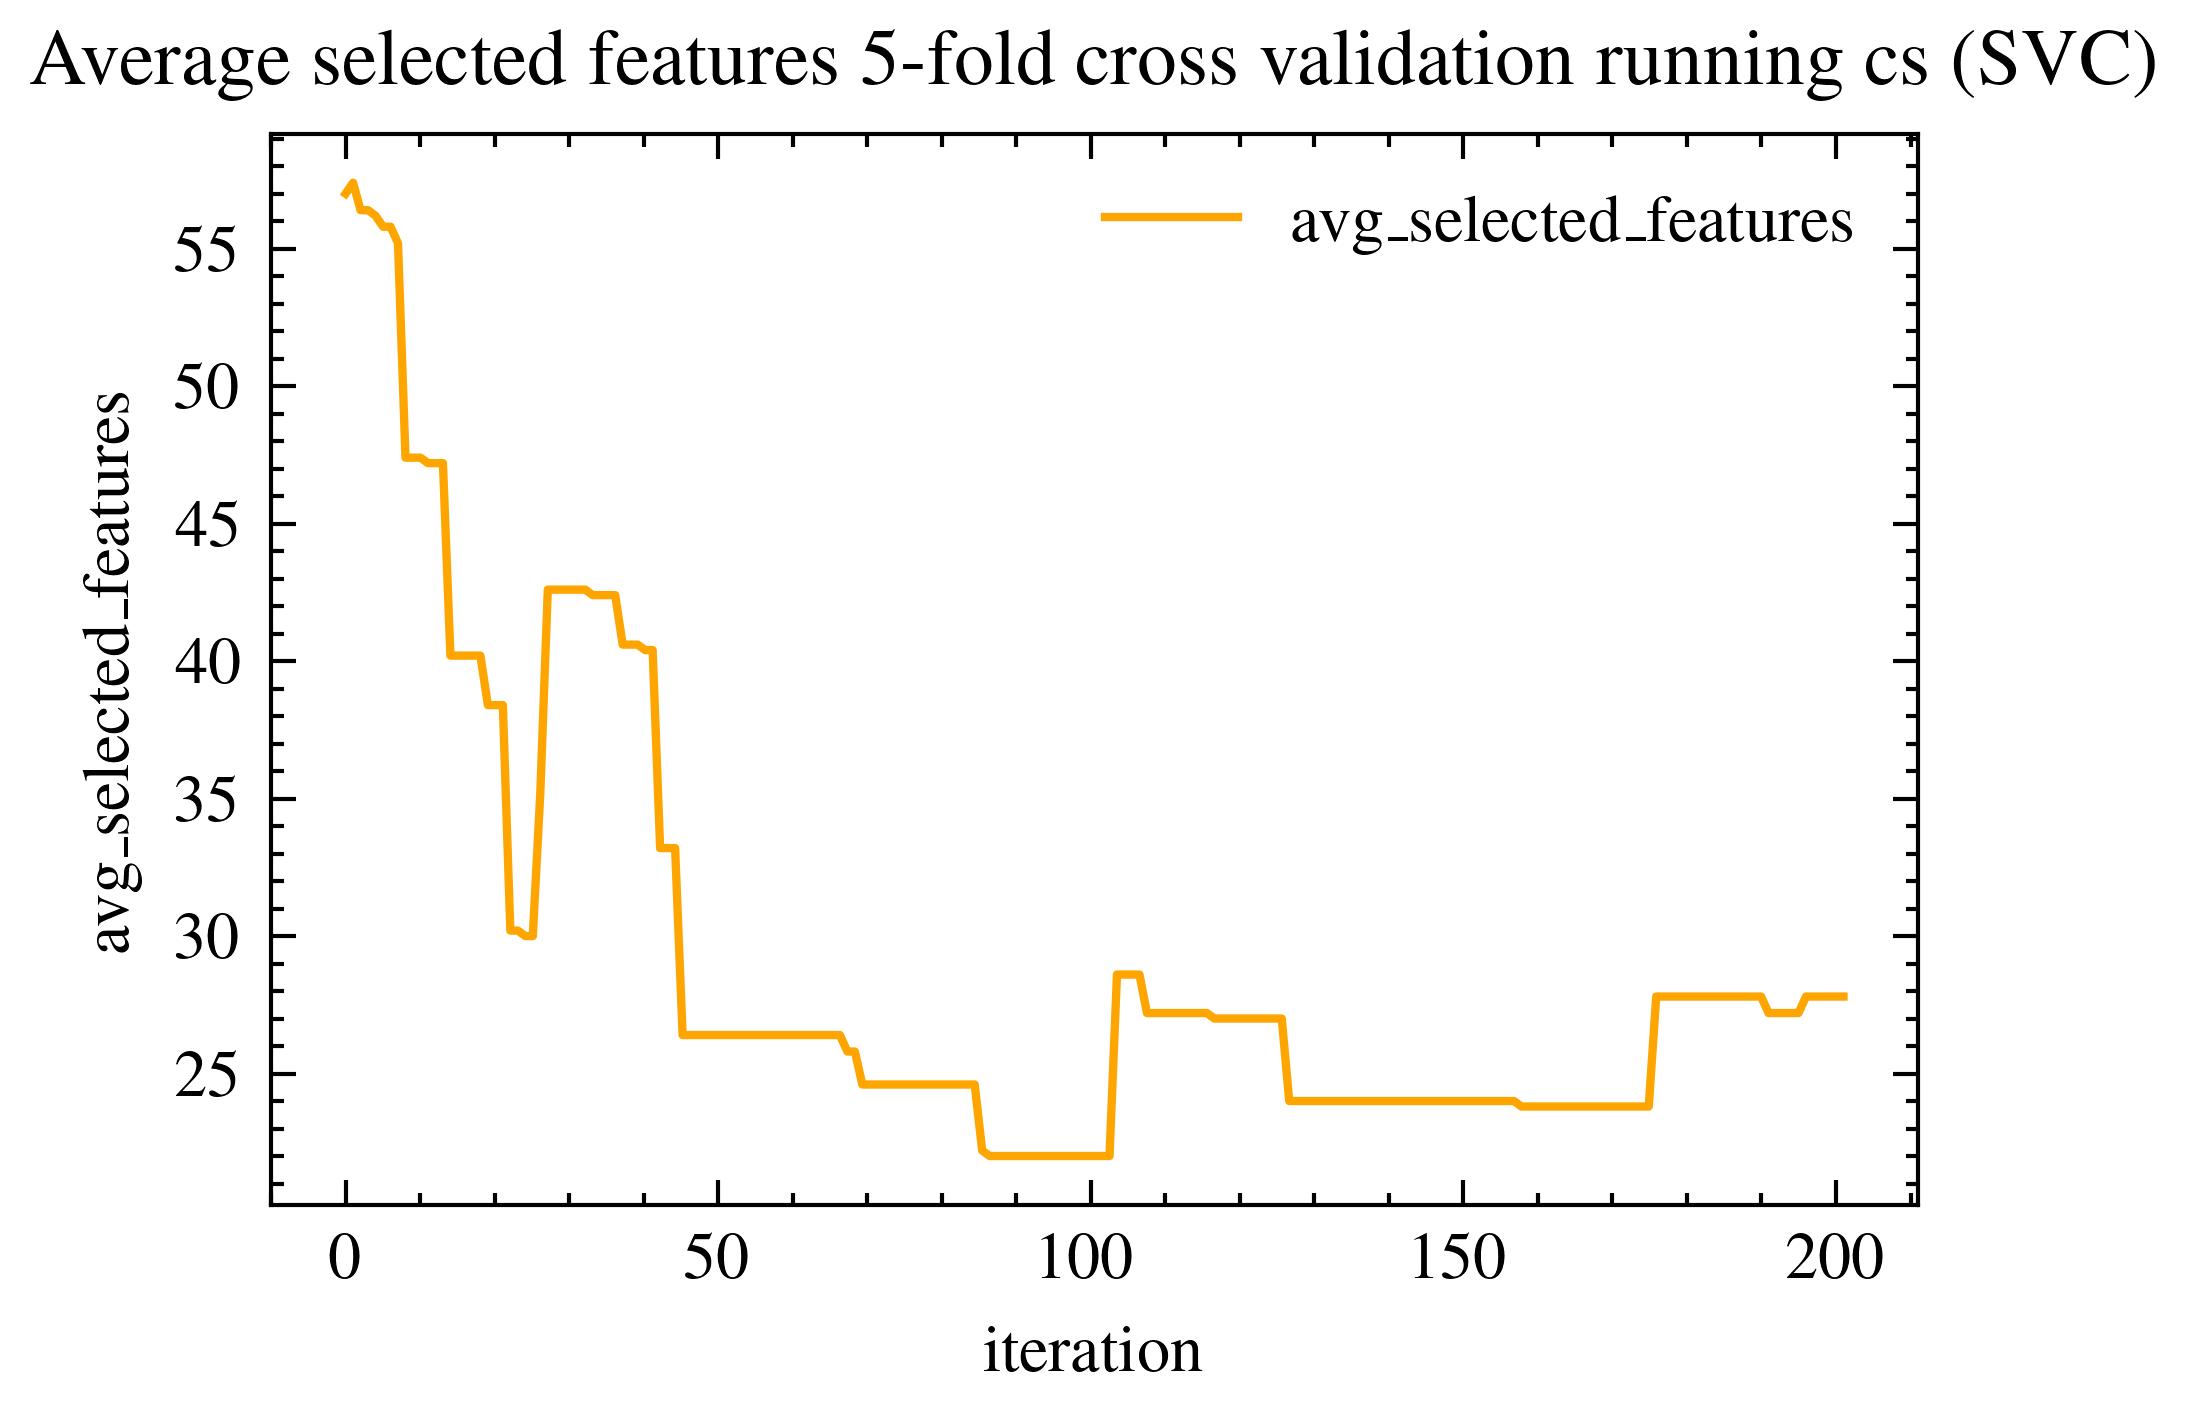 Average selected features 5-fold cross validation running cs (SVC)
avg_selected_features
avg_selected_features
55
50
45
40
35
30
25
0 50 100 150 200
iteration